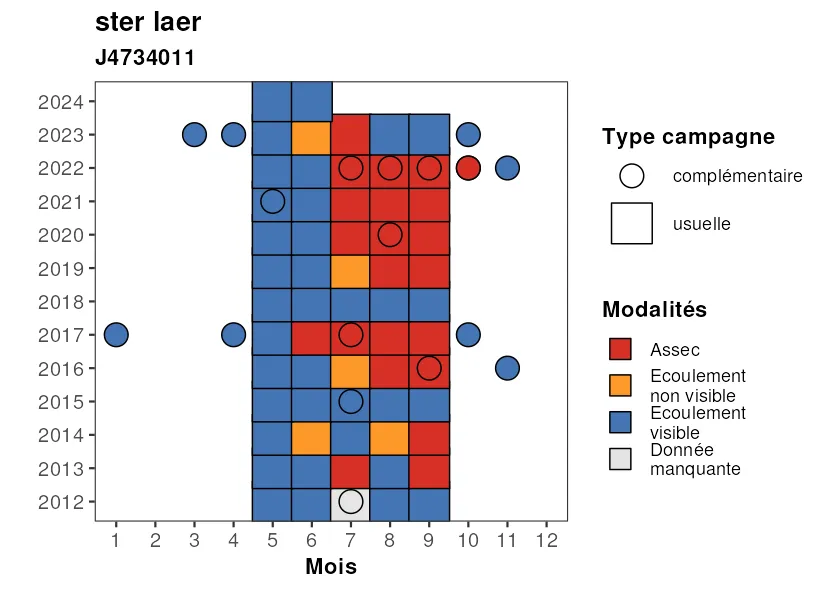 ster laer
J4734011
2024
2023
2022
2021
2020
2019
2018
2017
2016
2015
2014
2013
2012
1 2 3 4 5 6 7 8 9 10 11 12
Mois
Type campagne
complémentaire
usuelle
Modalités
Assec
Ecoulement
non visible
Ecoulement
visible
Donnée
manquante